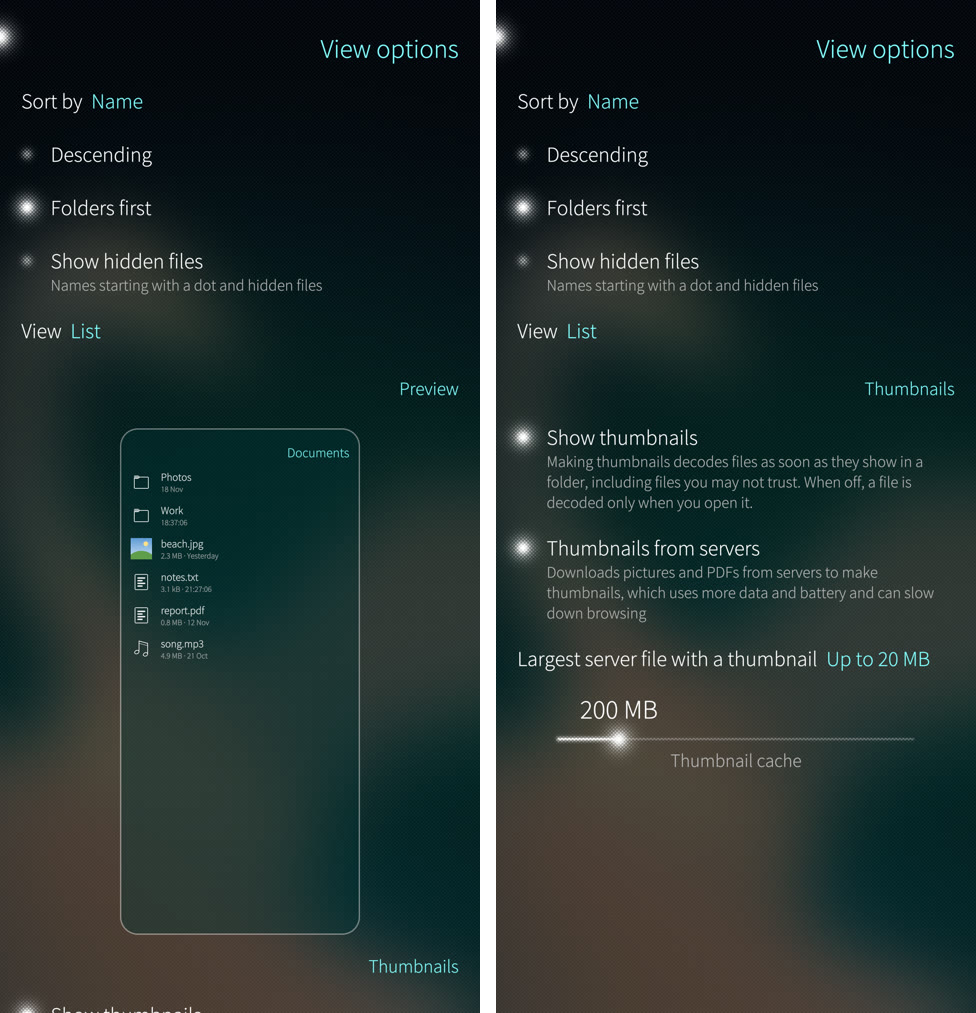 View options
Sort by Name
Descending
Folders first
Show hidden files
Names starting with a dot and hidden files
View List
Preview
Documents
Photos
18 Nov
Work
18:37:06
beach.jpg
2.3 MB · Yesterday
notes.txt
3.1 kB · 21:27:06
report.pdf
0.8 MB · 12 Nov
song.mp3
4.9 MB · 21 Oct
Thumbnails
Show thumbnails
View options
Sort by Name
Descending
Folders first
Show hidden files
Names starting with a dot and hidden files
View List
Thumbnails
Show thumbnails
Making thumbnails decodes files as soon as they show in a
folder, including files you may not trust. When off, a file is
decoded only when you open it.
Thumbnails from servers
Downloads pictures and PDFs from servers to make
thumbnails, which uses more data and battery and can slow
down browsing
Largest server file with a thumbnail Up to 20 MB
200 MB
Thumbnail cache